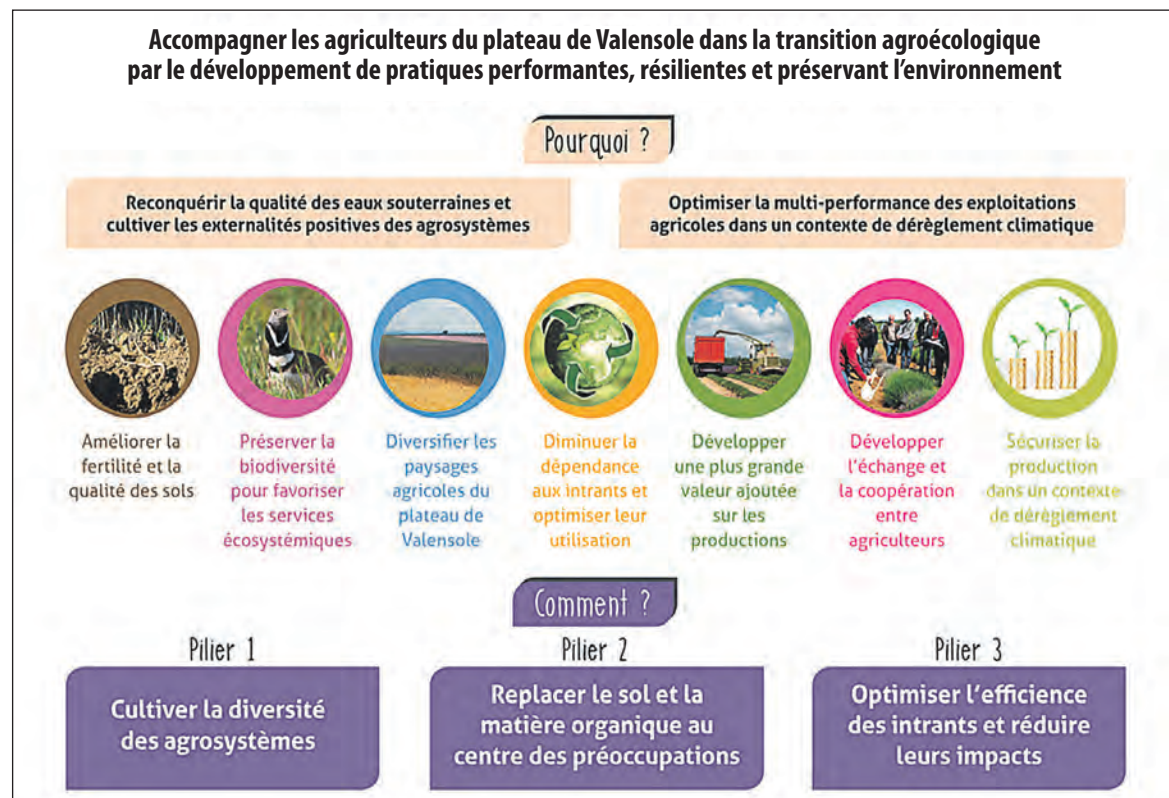 Accompagner les agriculteurs du plateau de Valensole dans la transition agroécologique
par le développement de pratiques performantes, résilientes et préservant l'environnement
Pourquoi ?
Reconquérir la qualité des eaux souterraines et
cultiver les externalités positives des agrosystèmes
Optimiser la multi-performance des exploitations
agricoles dans un contexte de dérèglement climatique
Améliorer la
fertilité et la
qualité des sols
Préserver la
biodiversité
pour favoriser
les services
écosystémiques
Diversifier les
paysages
agricoles du
plateau de
Valensole
Diminuer la
dépendance
aux intrants et
optimiser leur
utilisation
Développer
une plus grande
valeur ajoutée
sur les
productions
Développer
l'échange et
la coopération
entre
agriculteurs
Sécuriser la
production
dans un contexte
de dérèglement
climatique
Comment ?
Pilier 1
Cultiver la diversité
des agrosystèmes
Pilier 2
Replacer le sol et la
matière organique au
centre des préoccupations
Pilier 3
Optimiser l'efficience
des intrants et réduire
leurs impacts